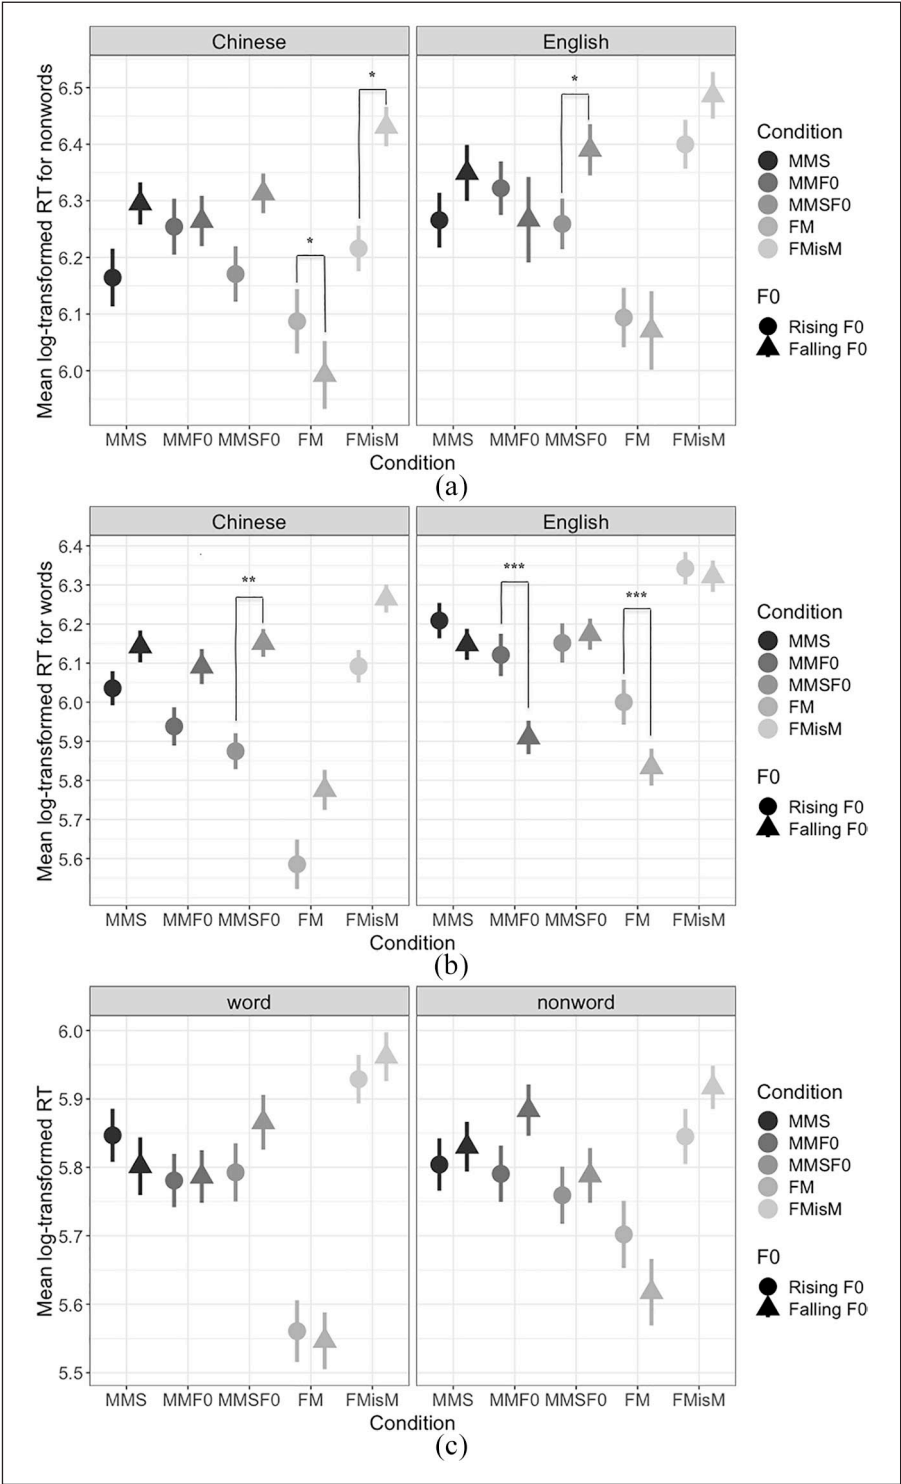 Chinese English
Mean log-transformed RT for nonwords
6.5
6.4
6.3
6.2
6.1
6.0
*
*
*
MMS MMF0 MMSF0 FM FMisM MMS MMF0 MMSF0 FM FMisM
Condition
Condition
MMS
MMF0
MMSF0
FM
FMisM
F0
Rising F0
Falling F0
(a)
Chinese English
Mean log-transformed RT for words
6.4
6.3
6.2
6.1
6.0
5.9
5.8
5.7
5.6
**
***
***
MMS MMF0 MMSF0 FM FMisM MMS MMF0 MMSF0 FM FMisM
Condition
Condition
MMS
MMF0
MMSF0
FM
FMisM
F0
Rising F0
Falling F0
(b)
word nonword
Mean log-transformed RT
6.0
5.9
5.8
5.7
5.6
5.5
MMS MMF0 MMSF0 FM FMisM MMS MMF0 MMSF0 FM FMisM
Condition
Condition
MMS
MMF0
MMSF0
FM
FMisM
F0
Rising F0
Falling F0
(c)